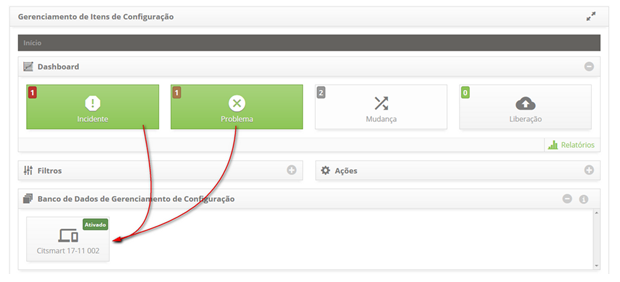 Gerenciamento de Itens de Configuração
Início
Dashboard
1
Incidente
1
Problema
2
Mudança
0
Liberação
Relatórios
Filtros
Ações
Banco de Dados de Gerenciamento de Configuração
Ativado
Citsmart 17-11 002